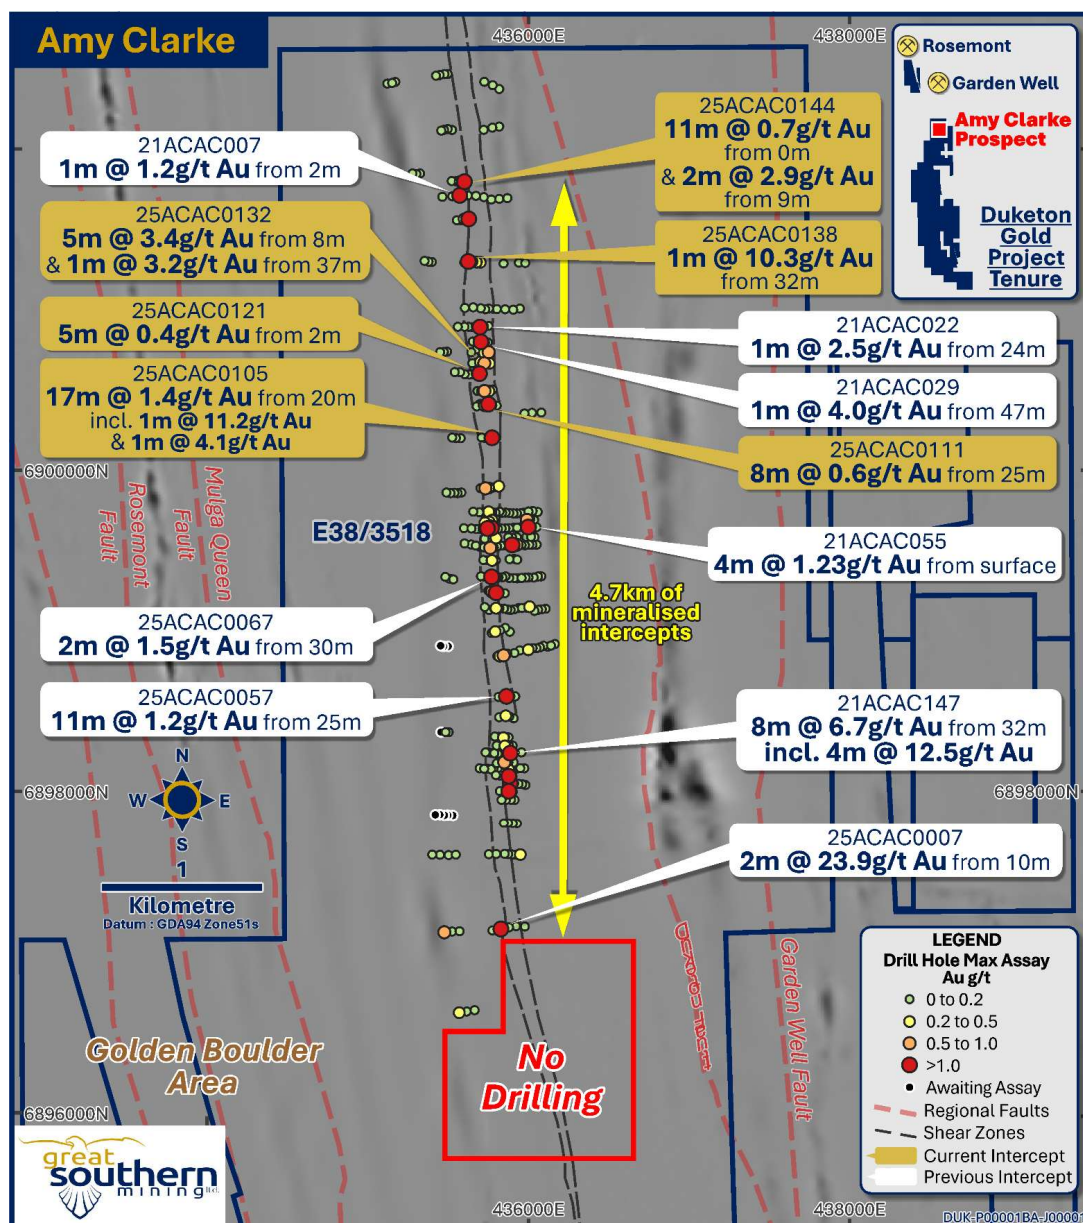 Amy Clarke
436000E
438000E
Rosemont
Garden Well
Amy Clarke
Prospect
Duketon
Gold
Project
Tenure
21ACAC007
1m @ 1.2g/t Au from 2m
25ACAC0144
11m @ 0.7g/t Au
from 0m
& 2m @ 2.9g/t Au
from 9m
25ACAC0132
5m @ 3.4g/t Au from 8m
& 1m @ 3.2g/t Au from 37m
25ACAC0138
1m @ 10.3g/t Au
from 32m
25ACAC0121
5m @ 0.4g/t Au from 2m
21ACAC022
1m @ 2.5g/t Au from 24m
25ACAC0105
17m @ 1.4g/t Au from 20m
incl. 1m @ 11.2g/t Au
& 1m @ 4.1g/t Au
21ACAC029
1m @ 4.0g/t Au from 47m
25ACAC0111
8m @ 0.6g/t Au from 25m
6900000N
Rosemont
Fault
Mulga Queen
Fault
E38/3518
21ACAC055
4m @ 1.23g/t Au from surface
4.7km of
mineralised
intercepts
25ACAC0067
2m @ 1.5g/t Au from 30m
25ACAC0057
11m @ 1.2g/t Au from 25m
21ACAC147
8m @ 6.7g/t Au from 32m
incl. 4m @ 12.5g/t Au
N
W
E
S
6898000N
6898000N
25ACAC0007
2m @ 23.9g/t Au from 10m
1
Kilometre
Datum : GDA94 Zone51s
Garden Well Fault
Golden Boulder
Area
No
Drilling
6896000N
LEGEND
Drill Hole Max Assay
Au g/t
0 to 0.2
0.2 to 0.5
0.5 to 1.0
>1.0
Awaiting Assay
Regional Faults
Shear Zones
Current Intercept
Previous Intercept
great
southern
mining ltd.
436000E
438000E
DUK-P00001BA-J00001